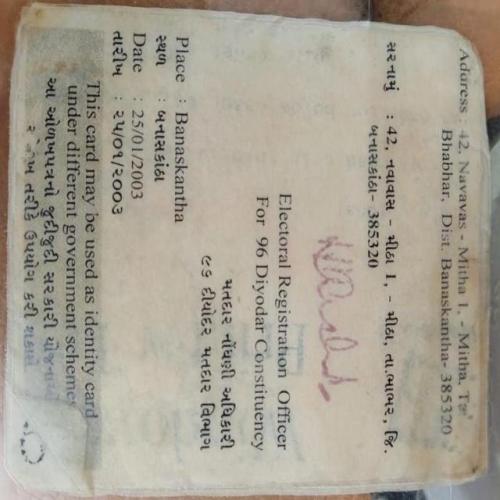 Address : 42, Navavas - Mitha 1, - Mitha, Ta
Bhabhar, Dist. Banaskantha- 385320
સરનામું : 42, નવાવાસ - મીઠા 1, - મીઠા, તા.ભાભર, જિ.
બનાસકાંઠા- 385320
Electoral Registration Officer
For 96 Diyodar Constituency
મતદાર નોંધણી અધિકારી
૯૬ દીયોદર મતદાર વિભાગ
Place : Banaskantha
સ્થળ : બનાસકાંઠા
Date : 25/01/2003
તારીખ : ૨૫/૦૧/૨૦૦૩
This card may be used as identity card
under different government schemes
આ ઓળખપત્રનો જુદીજુદી સરકારી યોજનાઓ
તરીકે ઉપયોગ કરી શકાશે